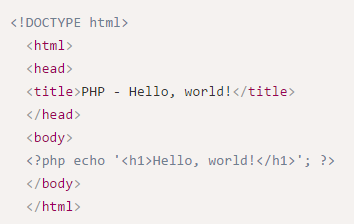 <!DOCTYPE html>
<html>
<head>
<title>PHP - Hello, world!</title>
</head>
<body>
<?php echo '<h1>Hello, world!</h1>'; ?>
</body>
</html>